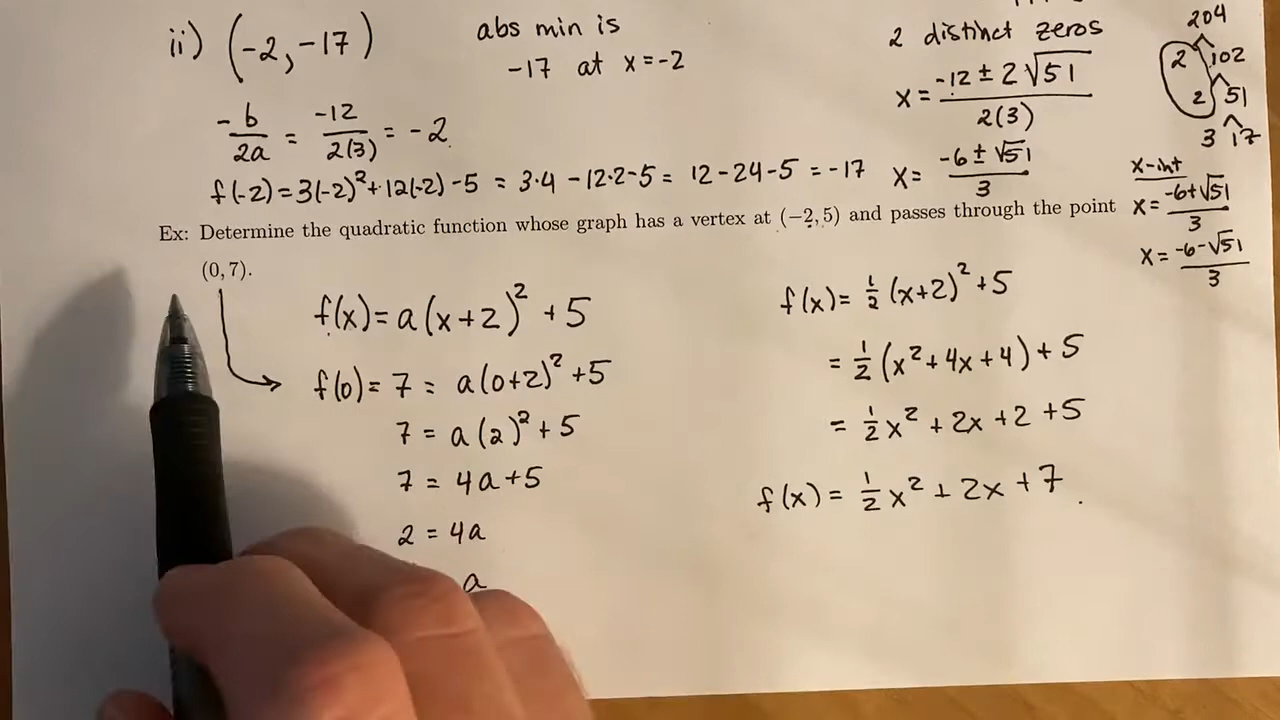 ii) (-2, -17)
abs min is
-17 at x=-2
-b/2a = -12/2(3) = -2
f(-2) = 3(-2)² + 12(-2) - 5 = 3·4 - 12·2 - 5 = 12 - 24 - 5 = -17
2 distinct zeros
x = (-12 ± 2√51)/2(3)
x = (-6 ± √51)/3
204
2 102
2 51
3 17
x-int
x = (-6+√51)/3
x = (-6-√51)/3
Ex: Determine the quadratic function whose graph has a vertex at (−2, 5) and passes through the point
(0, 7).
f(x) = a(x+2)² + 5
f(0) = 7 = a(0+2)² + 5
7 = a(2)² + 5
7 = 4a+5
2 = 4a
a
f(x) = 1/2 (x+2)² + 5
= 1/2 (x² + 4x + 4) + 5
= 1/2 x² + 2x + 2 + 5
f(x) = 1/2 x² + 2x + 7